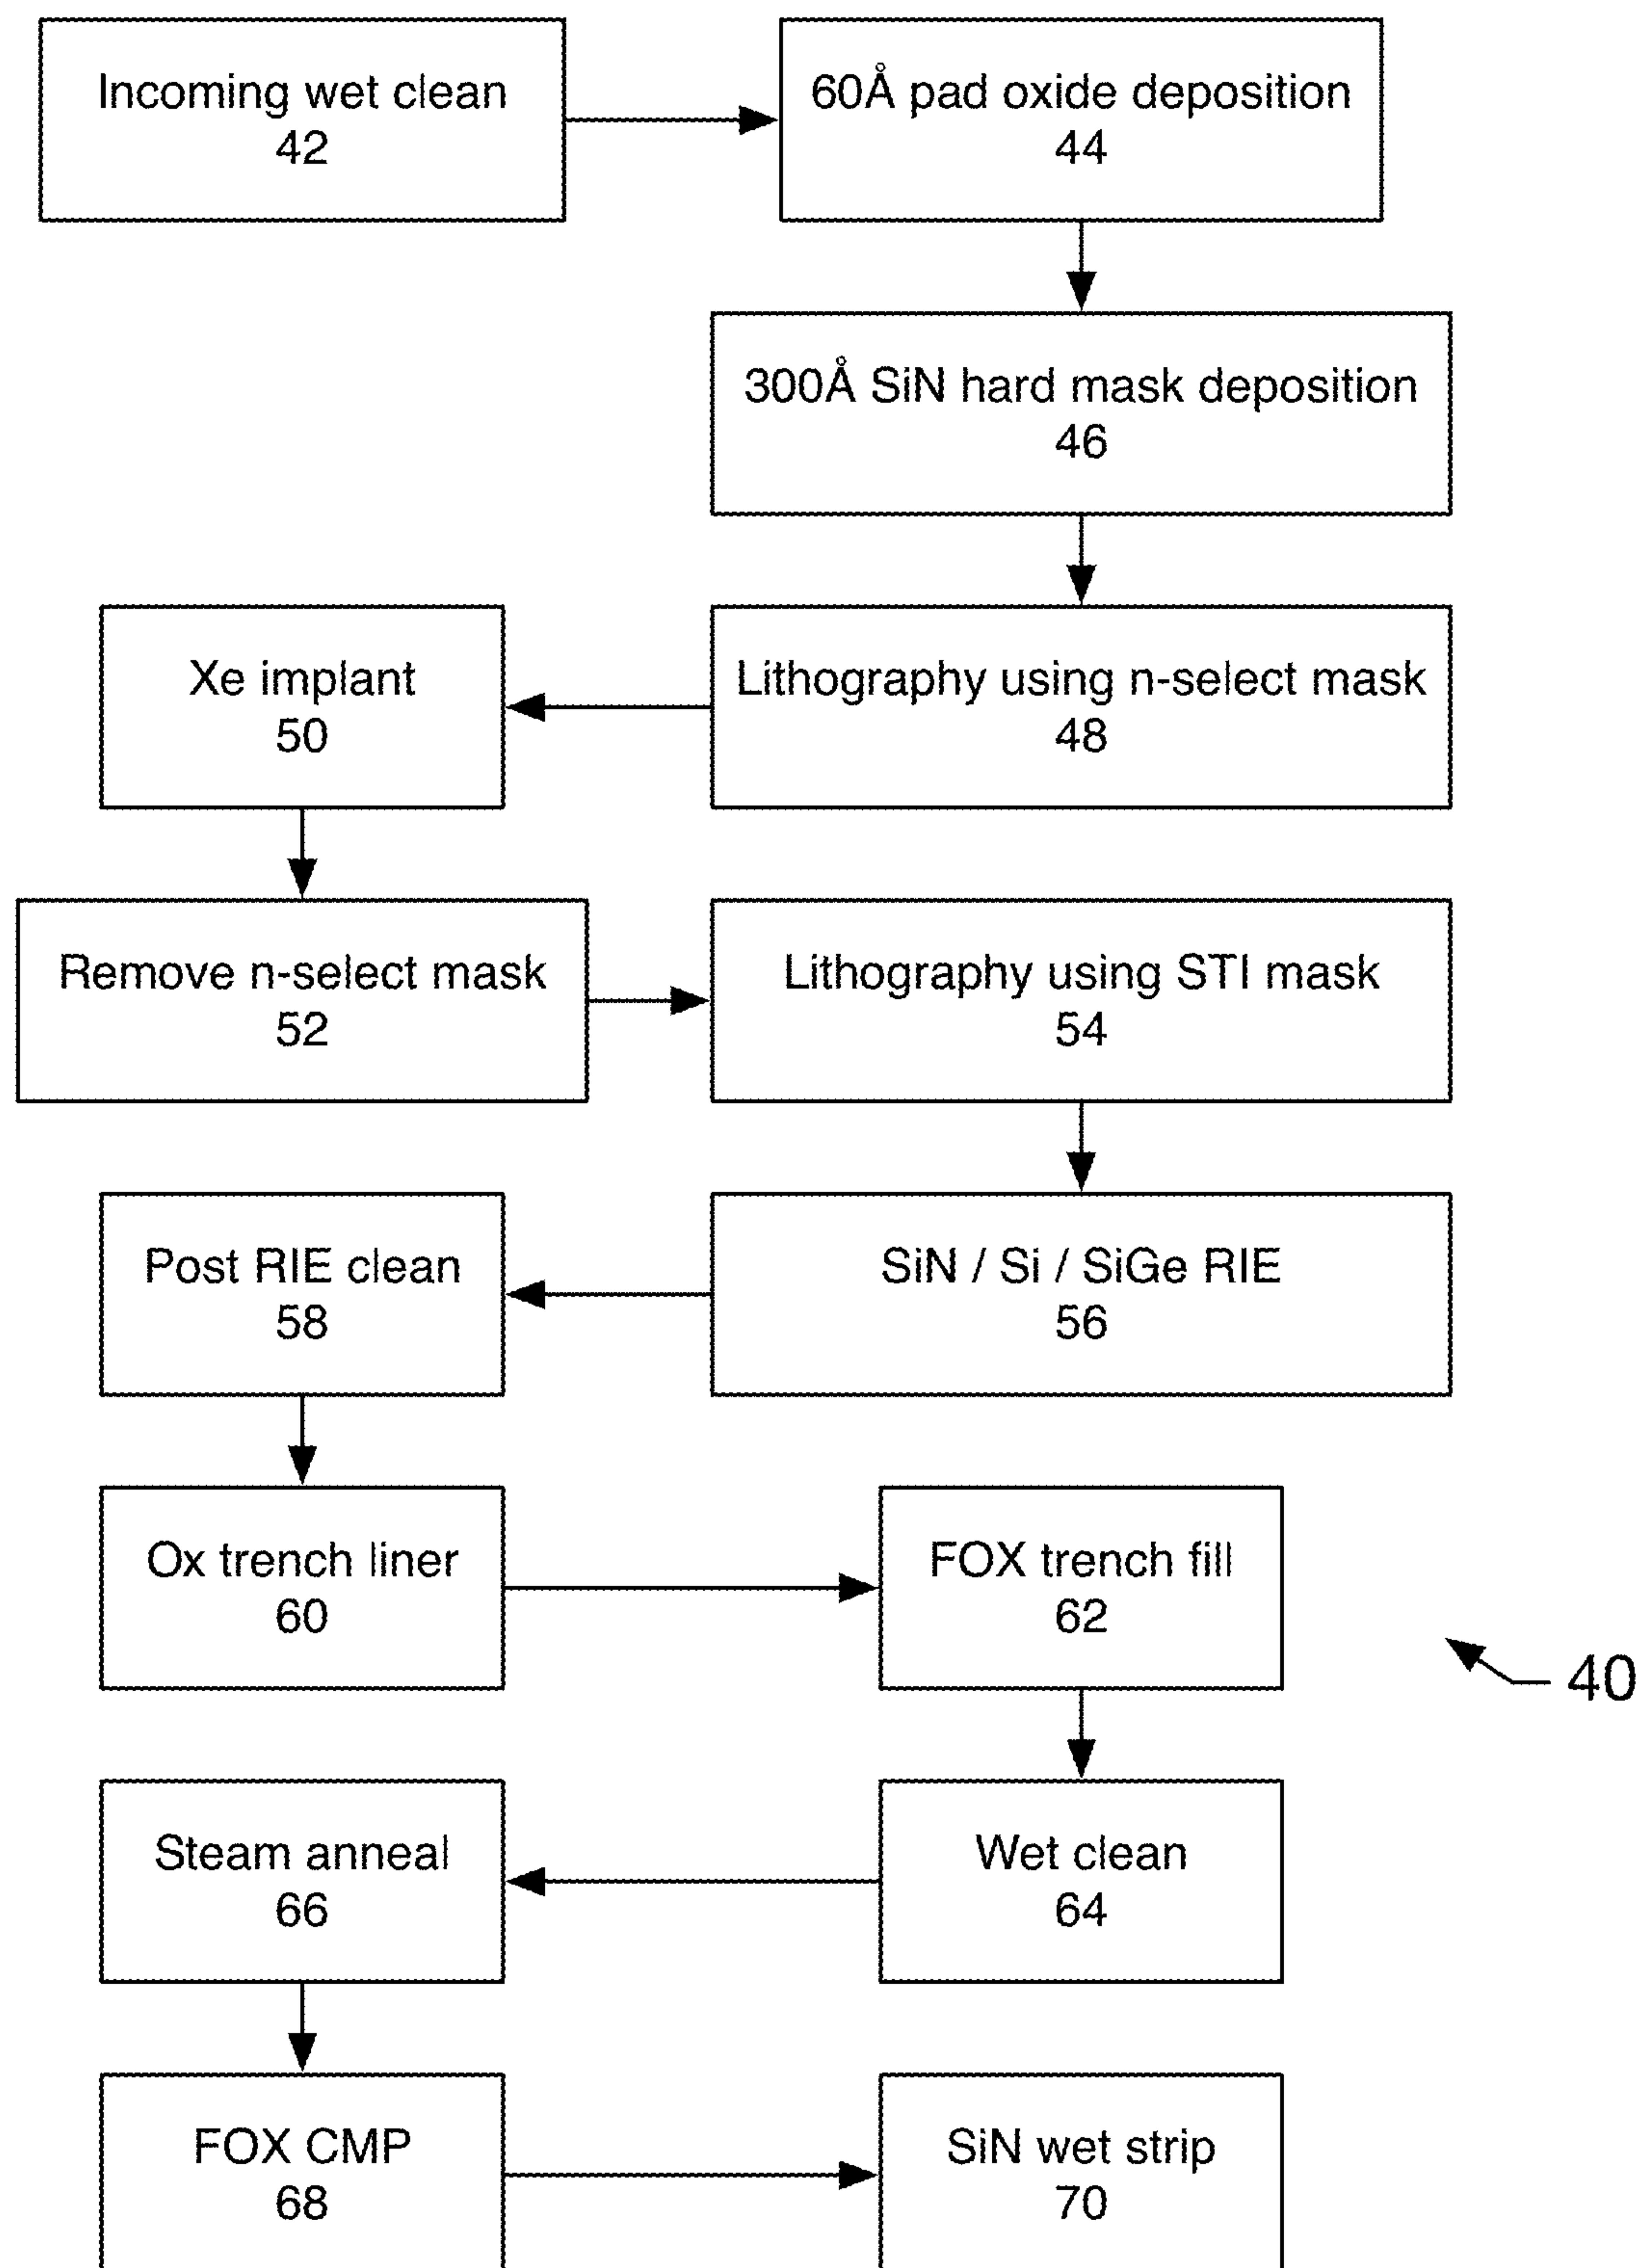 Incoming wet clean
42
60Å pad oxide deposition
44
300Å SiN hard mask deposition
46
Lithography using n-select mask
48
Xe implant
50
Remove n-select mask
52
Lithography using STI mask
54
SiN / Si / SiGe RIE
56
Post RIE clean
58
Ox trench liner
60
FOX trench fill
62
40
Wet clean
64
Steam anneal
66
FOX CMP
68
SiN wet strip
70